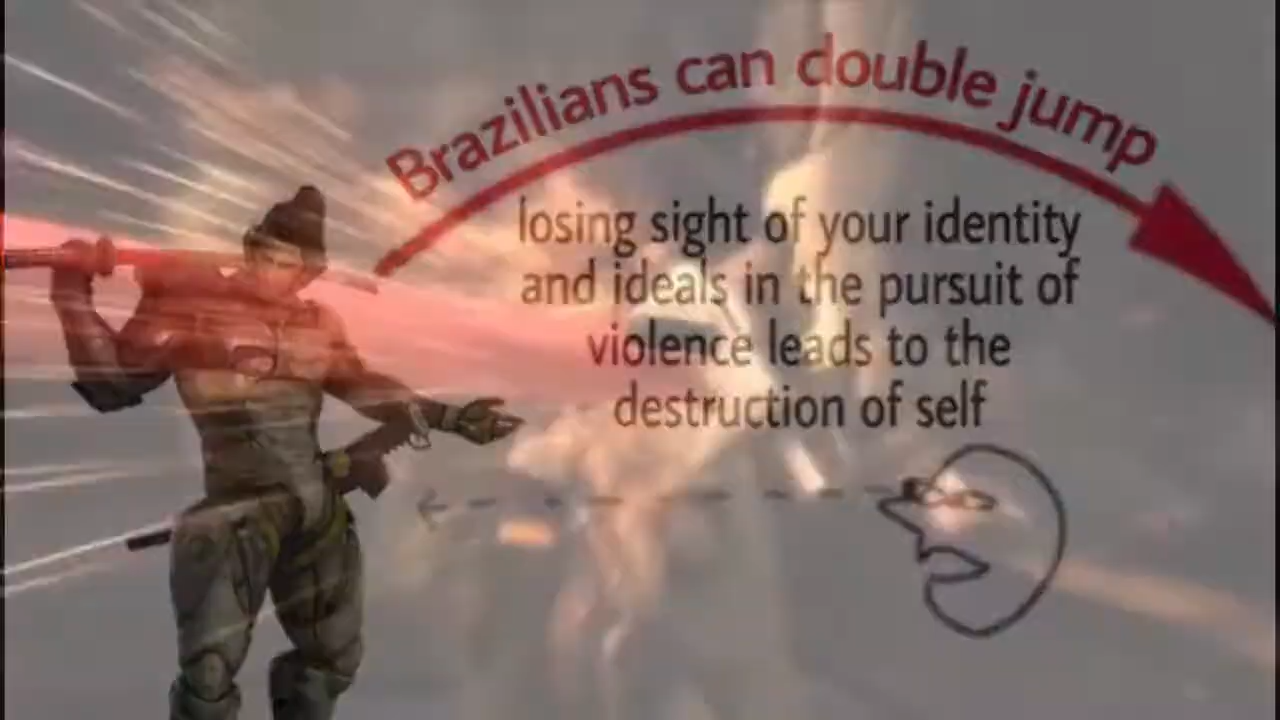 Brazilians can double jump
losing sight of your identity
and ideals in the pursuit of
violence leads to the
destruction of self